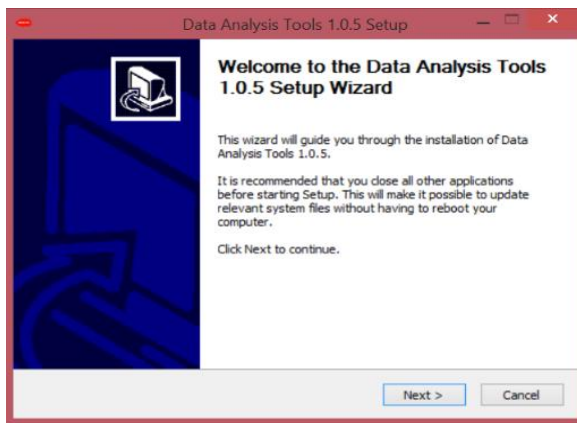 Data Analysis Tools 1.0.5 Setup
Welcome to the Data Analysis Tools
1.0.5 Setup Wizard
This wizard will guide you through the installation of Data
Analysis Tools 1.0.5.
It is recommended that you close all other applications
before starting Setup. This will make it possible to update
relevant system files without having to reboot your
computer.
Click Next to continue.
Next >
Cancel